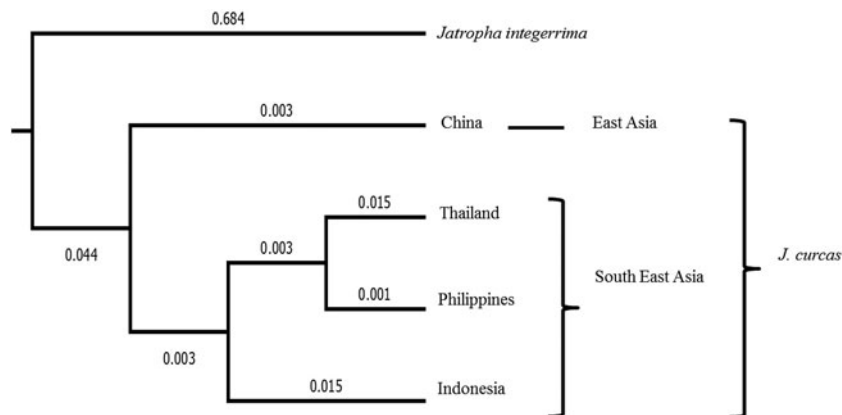 0.684
Jatropha integerrima
0.003
China
East Asia
0.015
Thailand
0.044
0.003
South East Asia
J. curcas
0.001
Philippines
0.003
0.015
Indonesia